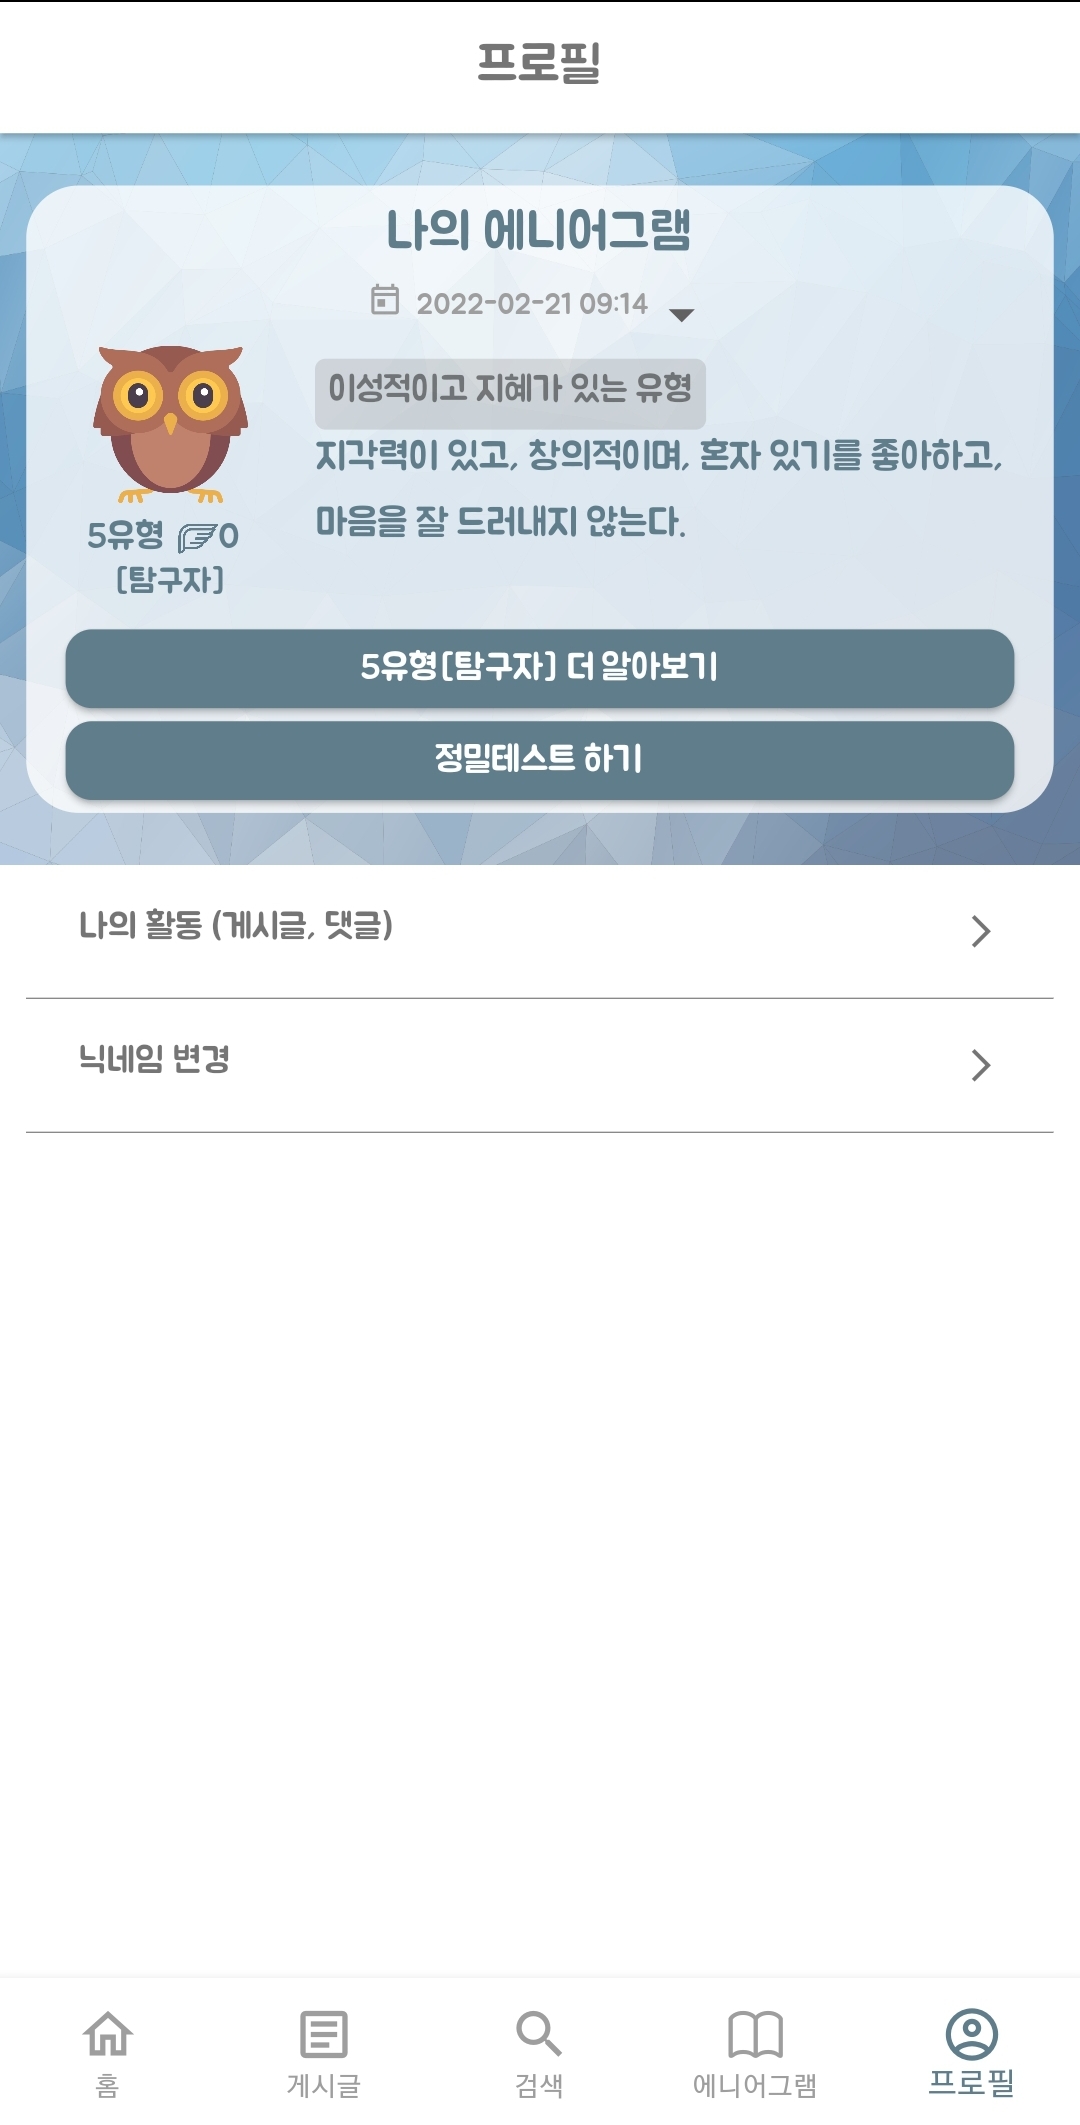 프로필
나의 에니어그램
2022-02-21 09:14
이성적이고 지혜가 있는 유형
지각력이 있고, 창의적이며, 혼자 있기를 좋아하고,
마음을 잘 드러내지 않는다.
5유형 0
[탐구자]
5유형[탐구자] 더 알아보기
정밀테스트 하기
나의 활동 (게시글, 댓글)
닉네임 변경
홈
게시글
검색
에니어그램
프로필